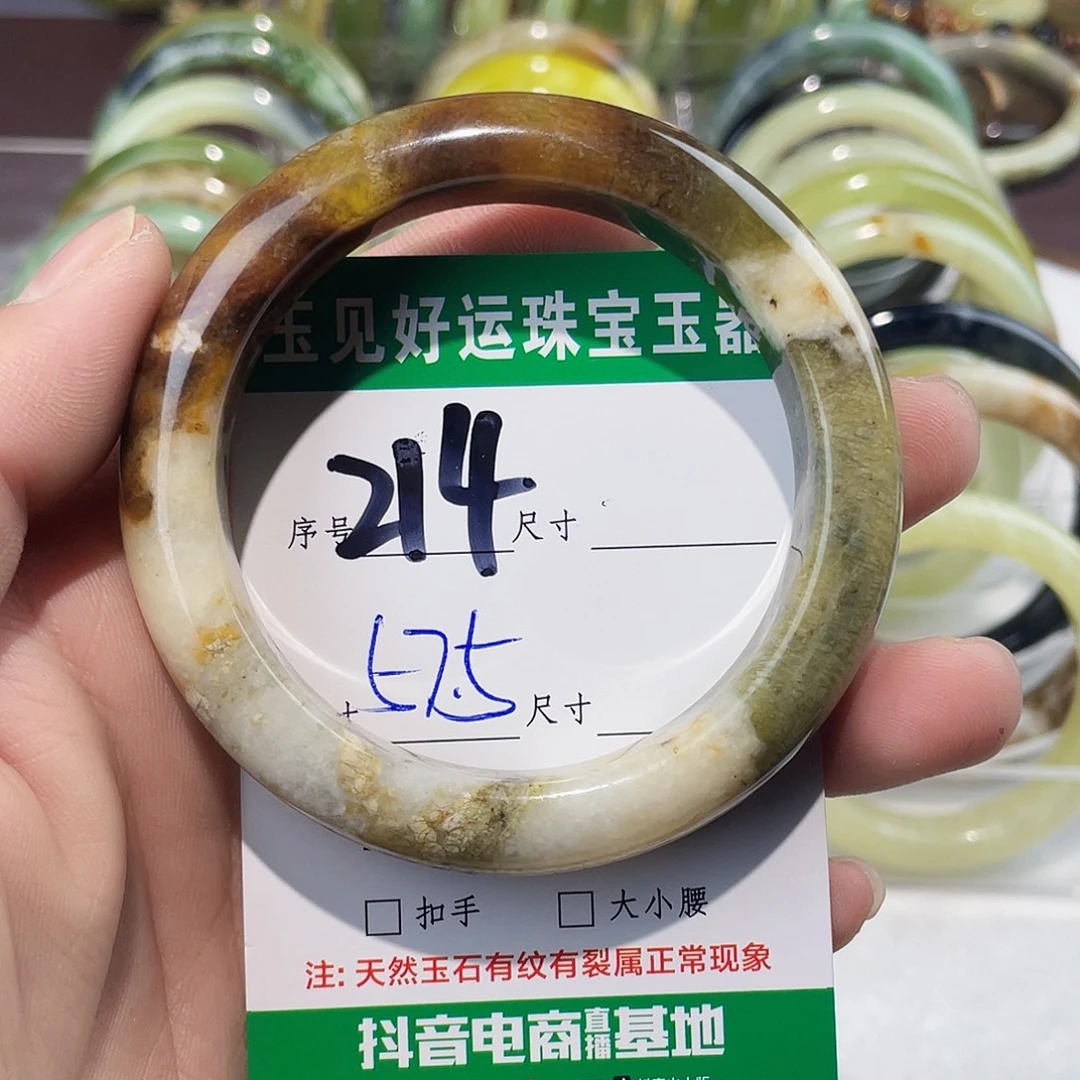 玉见好运珠宝玉器
序号 214 尺寸
57.5 尺寸
扣手 大小腰
注: 天然玉石有纹有裂属正常现象
抖音电商直播基地